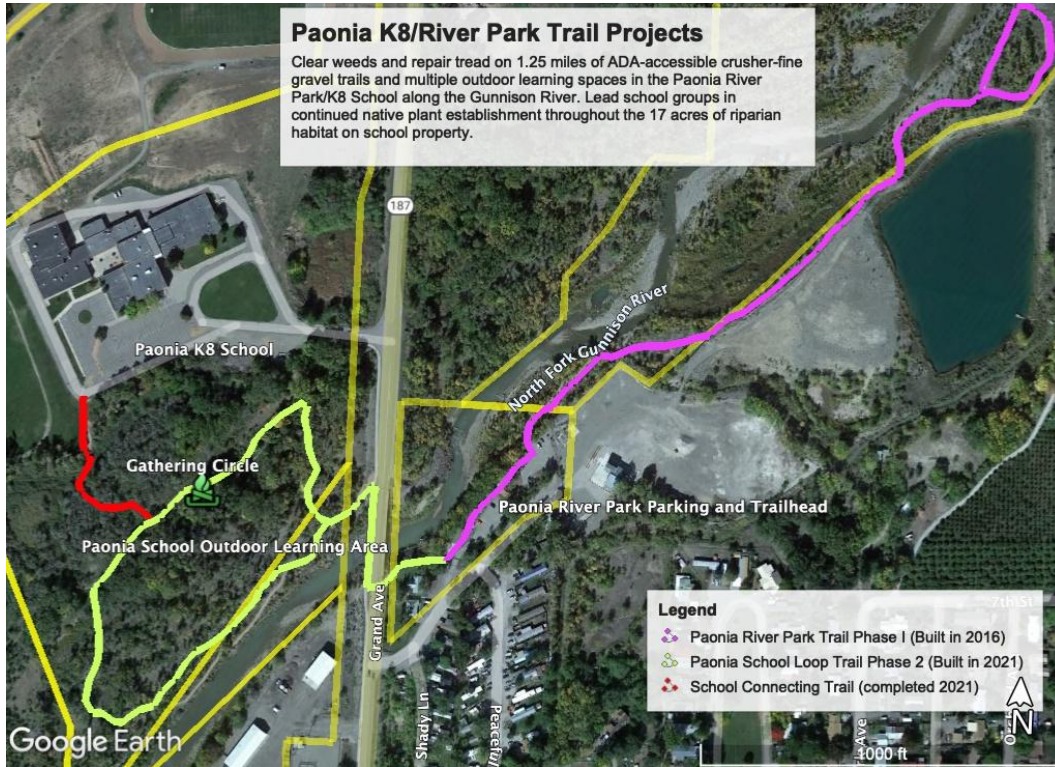 Paonia K8/River Park Trail Projects
Clear weeds and repair tread on 1.25 miles of ADA-accessible crusher-fine
gravel trails and multiple outdoor learning spaces in the Paonia River
Park/K8 School along the Gunnison River. Lead school groups in
continued native plant establishment throughout the 17 acres of riparian
habitat on school property.
187
Paonia K8 School
North Fork Gunnison River
Gathering Circle
Paonia River Park Parking and Trailhead
Paonia School Outdoor Learning Area
Grand Ave
Shady Ln
Peaceful
7th St
Legend
Paonia River Park Trail Phase I (Built in 2016)
Paonia School Loop Trail Phase 2 (Built in 2021)
School Connecting Trail (completed 2021)
N
Ave
1000 ft
Google Earth